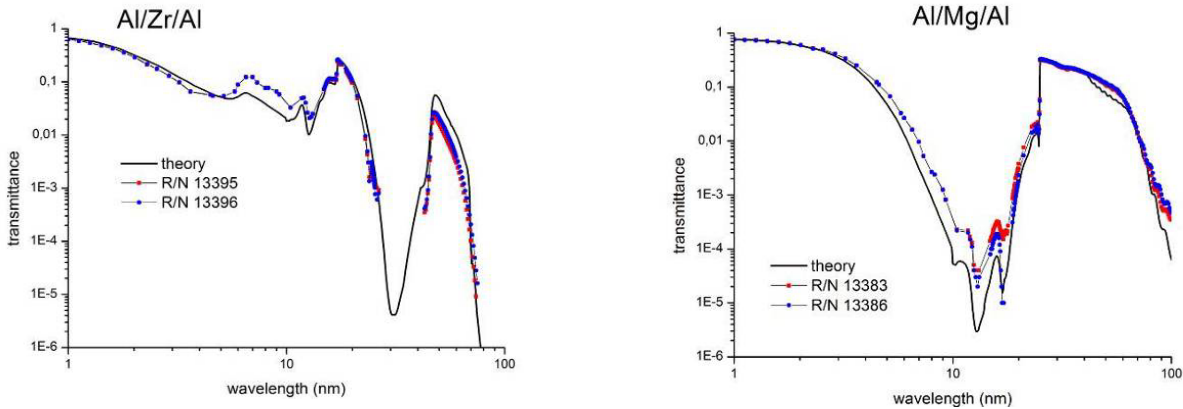 Al/Zr/Al
1
0,1
0,01
1E-3
1E-4
1E-5
1E-6
transmittance
theory
R/N 13395
R/N 13396
1 10 100
wavelength (nm)
Al/Mg/Al
1
0,1
0,01
1E-3
1E-4
1E-5
1E-6
transmittance
theory
R/N 13383
R/N 13386
1 10 100
wavelength (nm)